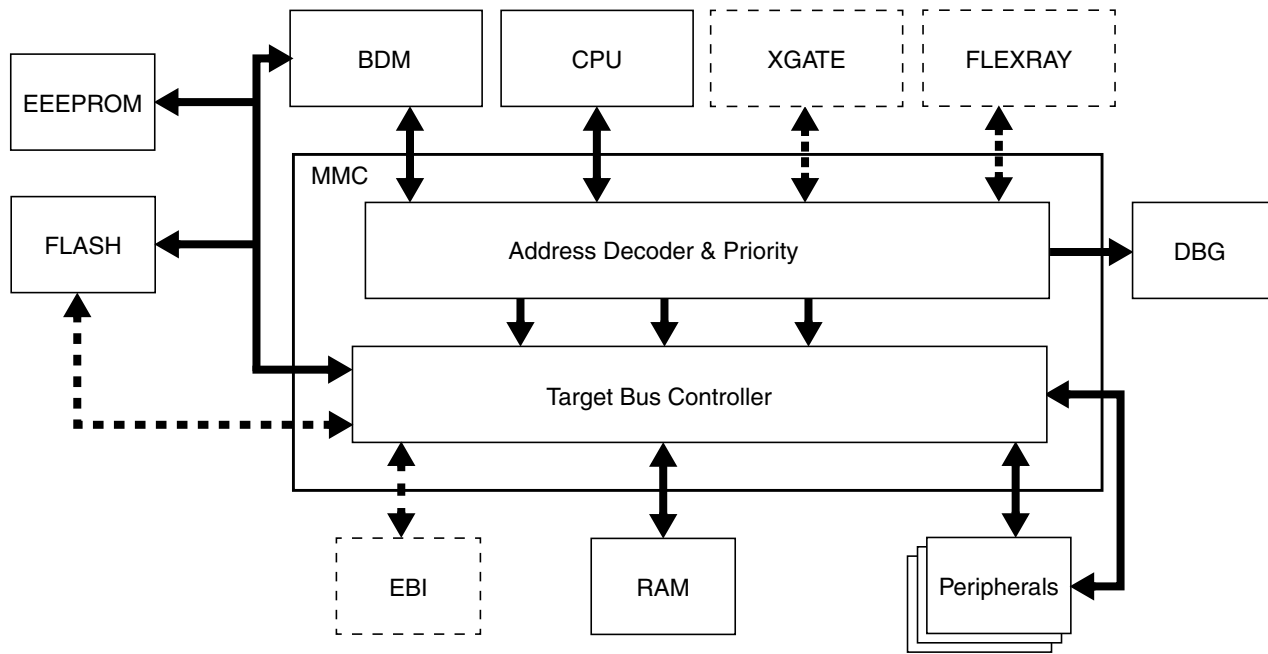 BDM
CPU
XGATE
FLEXRAY
EEEPROM
MMC
FLASH
Address Decoder & Priority
DBG
Target Bus Controller
EBI
RAM
Peripherals